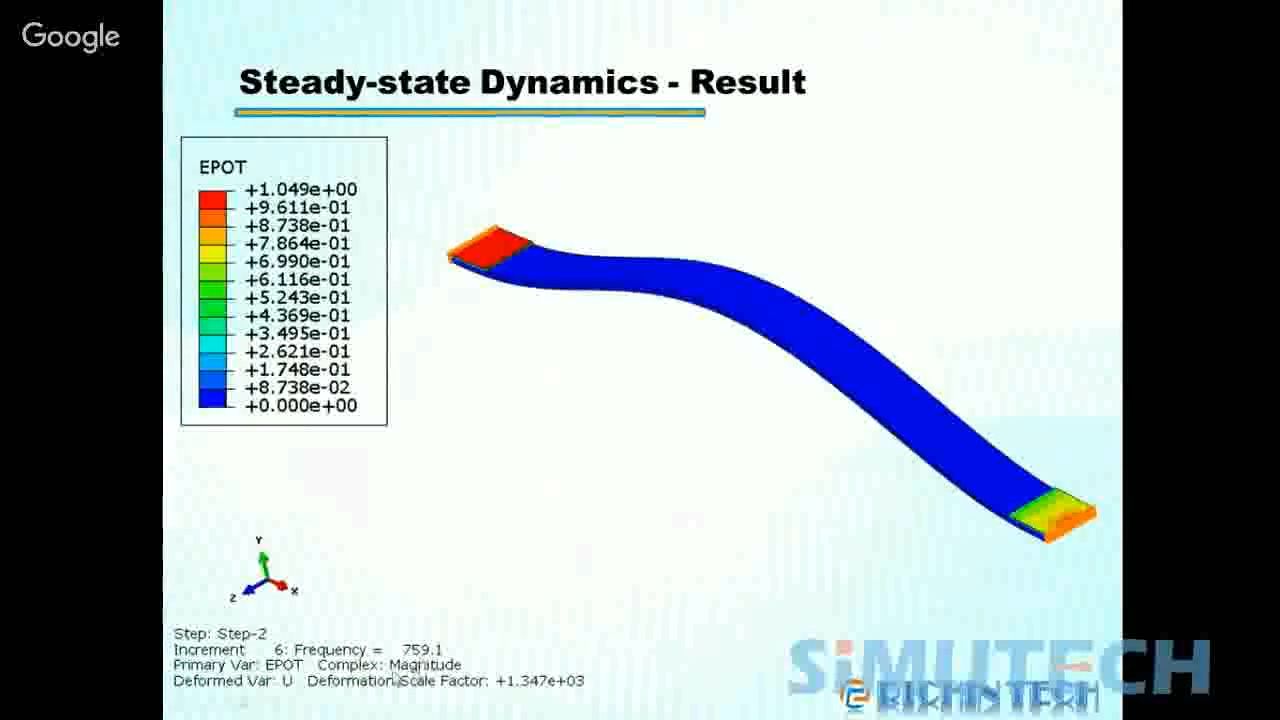 Google
Steady-state Dynamics - Result
EPOT
+1.049e+00
+9.611e-01
+8.738e-01
+7.864e-01
+6.990e-01
+6.116e-01
+5.243e-01
+4.369e-01
+3.495e-01
+2.621e-01
+1.748e-01
+8.738e-02
+0.000e+00
Y
Z
X
Step: Step-2
Increment 6: Frequency = 759.1
Primary Var: EPOT Complex: Magnitude
Deformed Var: U Deformation Scale Factor: +1.347e+03
SiMUTECH
TECH